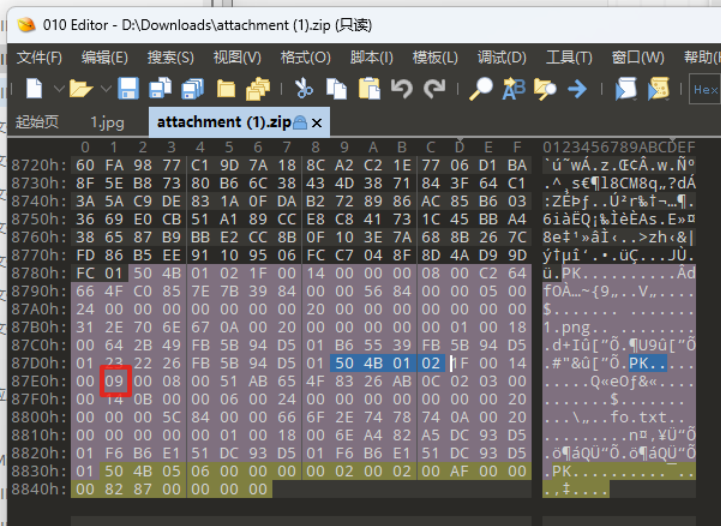 010 Editor - D:\Downloads\attachment (1).zip (只读)
文件(F) 编辑(E) 搜索(S) 视图(V) 格式(O) 脚本(I) 模板(L) 调试(D) 工具(T) 窗口(W) 帮助(
Hex
起始页 1.jpg attachment (1).zip ×
0 1 2 3 4 5 6 7 8 9 A B C D E F 0123456789ABCDEF
8720h: 60 FA 98 77 C1 9D 7A 18 8C A2 C2 1E 77 06 D1 BA `ú˜wÁ.z.Œ¢Â.w.Ѻ
8730h: 8F 5E B8 73 80 B6 6C 38 43 4D 38 71 84 3F 64 C1 .^¸s€¶l8CM8q„?dÁ
8740h: 3A 5A C9 DE 83 1A 0F DA B2 72 89 86 AC 85 B6 03 :ZÉÞƒ..Ú²r‰†¬…¶.
8750h: 36 69 E0 CB 51 A1 89 CC E8 C8 41 73 1C 45 BB A4 6iàËQ¡‰ÌèÈAs.E»¤
8760h: 38 65 87 B9 BB E2 CC 8B 0F 10 3E 7A 68 8B 26 7C 8e‡¹»âÌ‹..>zh‹&|
8770h: FD 86 B5 EE 91 10 95 06 FC C7 04 8F 8D 4A D9 9D ý†µî‘.•.üÇ...JÙ.
8780h: FC 01 50 4B 01 02 1F 00 14 00 00 00 08 00 C2 64 ü.PK..........Âd
8790h: 66 4F C0 85 7E 7B 39 84 00 00 56 84 00 00 05 00 fOÀ…~{9„..V„....
87A0h: 24 00 00 00 00 00 00 00 20 00 00 00 00 00 00 00 $....... .......
87B0h: 31 2E 70 6E 67 0A 00 20 00 00 00 00 00 01 00 18 1.png.. ........
87C0h: 00 64 2B 49 FB 5B 94 D5 01 B6 55 39 FB 5B 94 D5 .d+Iû[”Õ.¶U9û[”Õ
87D0h: 01 23 22 26 FB 5B 94 D5 01 50 4B 01 02 1F 00 14 .#"&û[”Õ.PK.....
87E0h: 00 09 00 08 00 51 AB 65 4F 83 26 AB 0C 02 03 00 .....Q«eOƒ&«....
87F0h: 00 14 0B 00 00 06 00 24 00 00 00 00 00 00 00 20 .......$.......
8800h: 00 00 00 5C 84 00 00 66 6F 2E 74 78 74 0A 00 20 ...\„..fo.txt..
8810h: 00 00 00 00 00 01 00 18 00 6E A4 82 A5 DC 93 D5 .........n¤‚¥Ü“Õ
8820h: 01 F6 B6 E1 51 DC 93 D5 01 F6 B6 E1 51 DC 93 D5 .ö¶áQÜ“Õ.ö¶áQÜ“Õ
8830h: 01 50 4B 05 06 00 00 00 00 02 00 02 00 AF 00 00 .PK..........¯..
8840h: 00 82 87 00 00 00 00 .‚‡....